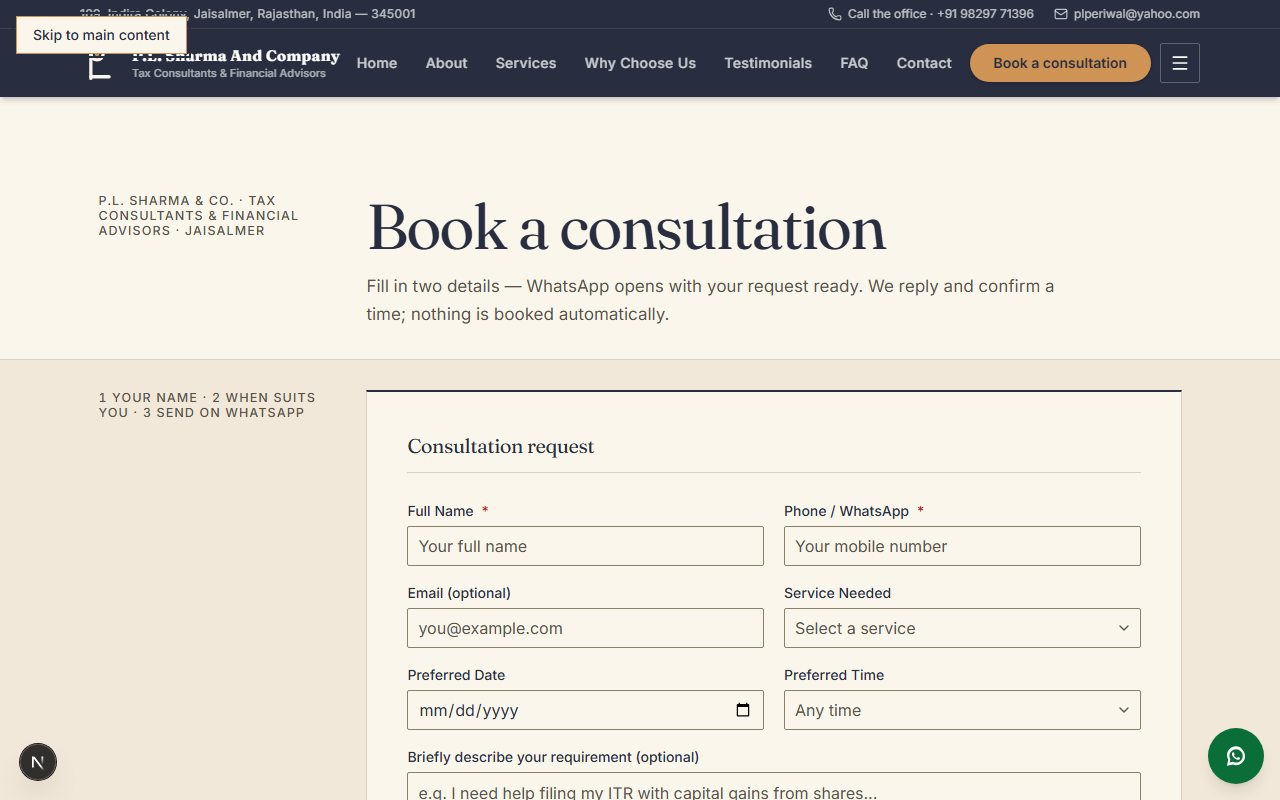 109, Indira Colony, Jaisalmer, Rajasthan, India — 345001
Call the office · +91 98297 71396
plperiwal@yahoo.com
Skip to main content
P.L. Sharma And Company
Tax Consultants & Financial Advisors
Home
About
Services
Why Choose Us
Testimonials
FAQ
Contact
Book a consultation
P.L. SHARMA & CO. · TAX
CONSULTANTS & FINANCIAL
ADVISORS · JAISALMER
Book a consultation
Fill in two details — WhatsApp opens with your request ready. We reply and confirm a
time; nothing is booked automatically.
1 YOUR NAME · 2 WHEN SUITS
YOU · 3 SEND ON WHATSAPP
Consultation request
Full Name *
Phone / WhatsApp *
Your full name
Your mobile number
Email (optional)
Service Needed
you@example.com
Select a service
Preferred Date
Preferred Time
mm/dd/yyyy
Any time
Briefly describe your requirement (optional)
e.g. I need help filing my ITR with capital gains from shares...
N